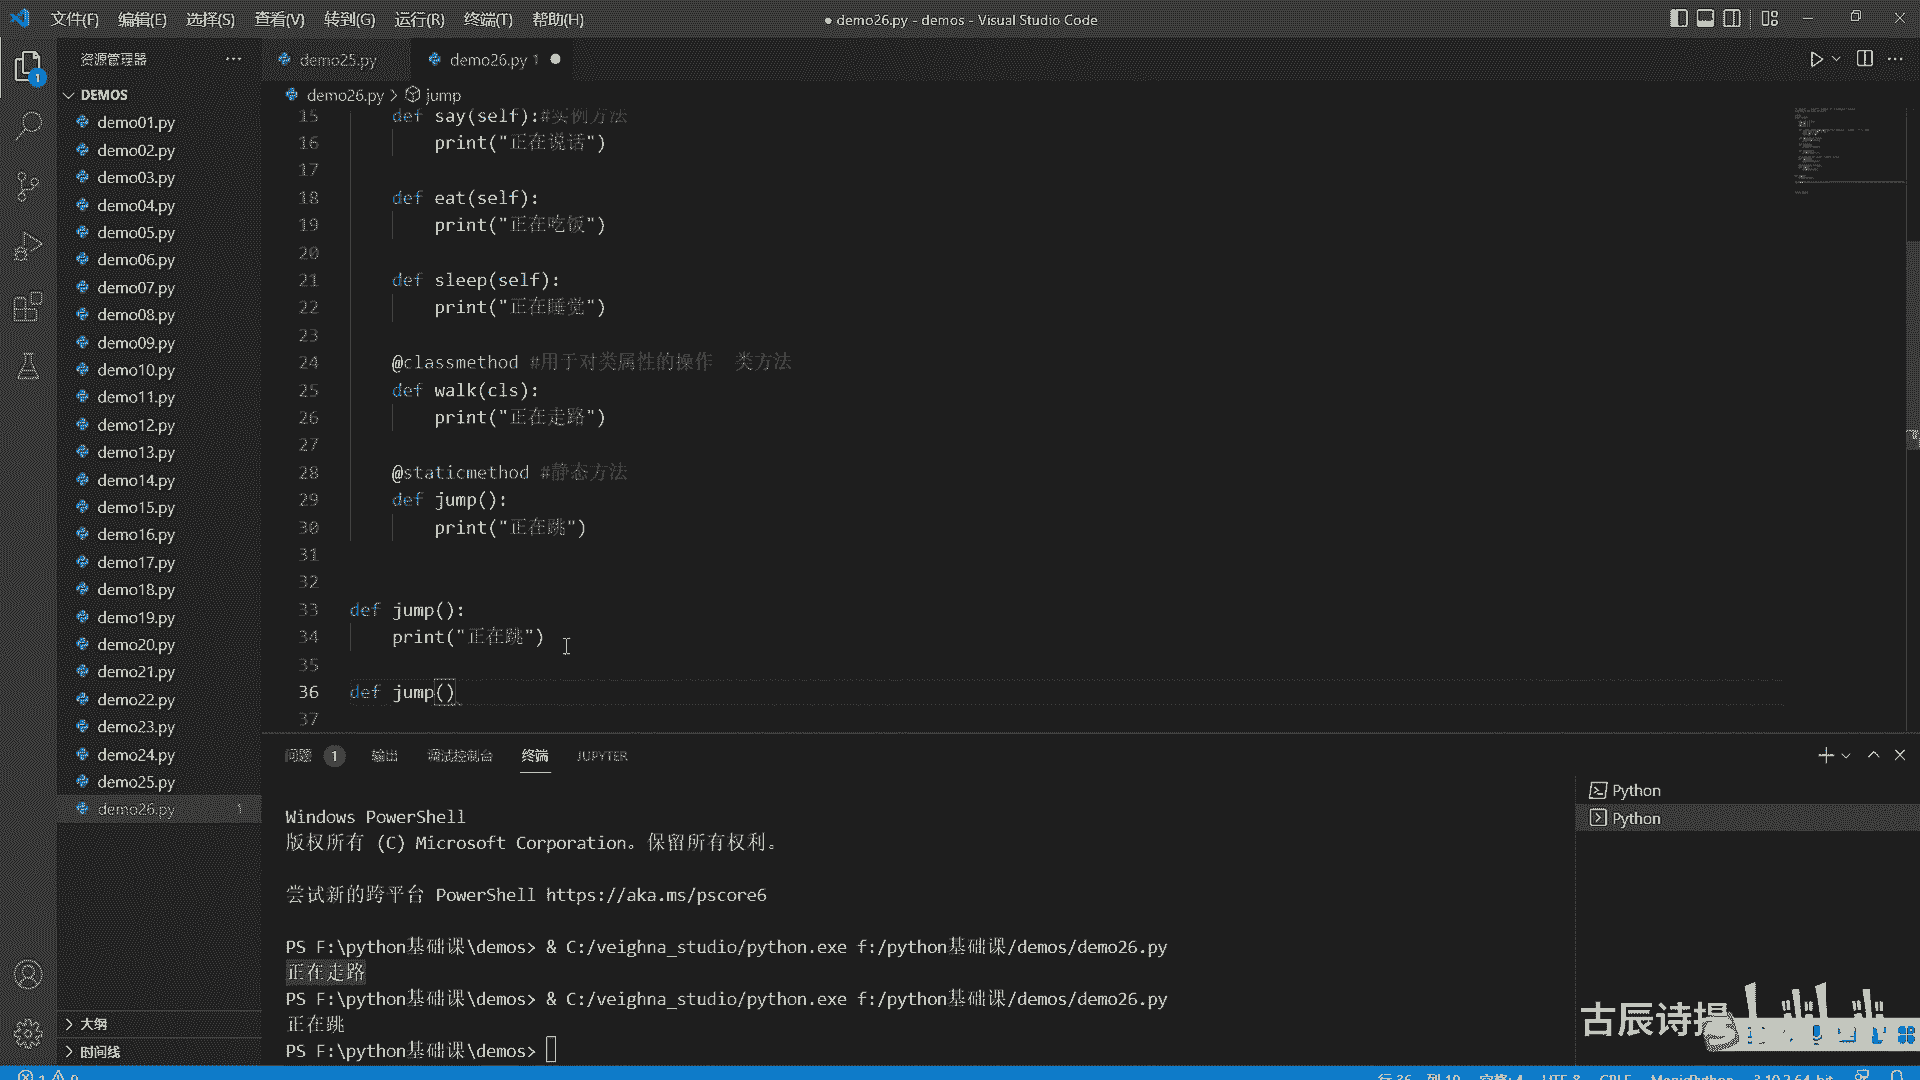 文件(F) 编辑(E) 选择(S) 查看(V) 转到(G) 运行(R) 终端(T) 帮助(H)
● demo26.py - demos - Visual Studio Code
资源管理器
demo25.py
demo26.py 1
DEMOS
demo26.py > jump
demo01.py
demo02.py
demo03.py
demo04.py
demo05.py
demo06.py
demo07.py
demo08.py
demo09.py
demo10.py
demo11.py
demo12.py
demo13.py
demo14.py
demo15.py
demo16.py
demo17.py
demo18.py
demo19.py
demo20.py
demo21.py
demo22.py
demo23.py
demo24.py
demo25.py
demo26.py 1
大纲
时间线
1
15 def say(self):#实例方法
16 print("正在说话")
17
18 def eat(self):
19 print("正在吃饭")
20
21 def sleep(self):
22 print("正在睡觉")
23
24 @classmethod #用于对类属性的操作 类方法
25 def walk(cls):
26 print("正在走路")
27
28 @staticmethod #静态方法
29 def jump():
30 print("正在跳")
31
32
33 def jump():
34 print("正在跳")
35
36 def jump()
37
问题 1 输出 调试控制台 终端 JUPYTER
Windows PowerShell
版权所有 (C) Microsoft Corporation。保留所有权利。
尝试新的跨平台 PowerShell https://aka.ms/pscore6
PS F:\python基础课\demos> & C:/veighna_studio/python.exe f:/python基础课/demos/demo26.py
正在走路
PS F:\python基础课\demos> & C:/veighna_studio/python.exe f:/python基础课/demos/demo26.py
正在跳
PS F:\python基础课\demos>
Python
Python
古辰诗提